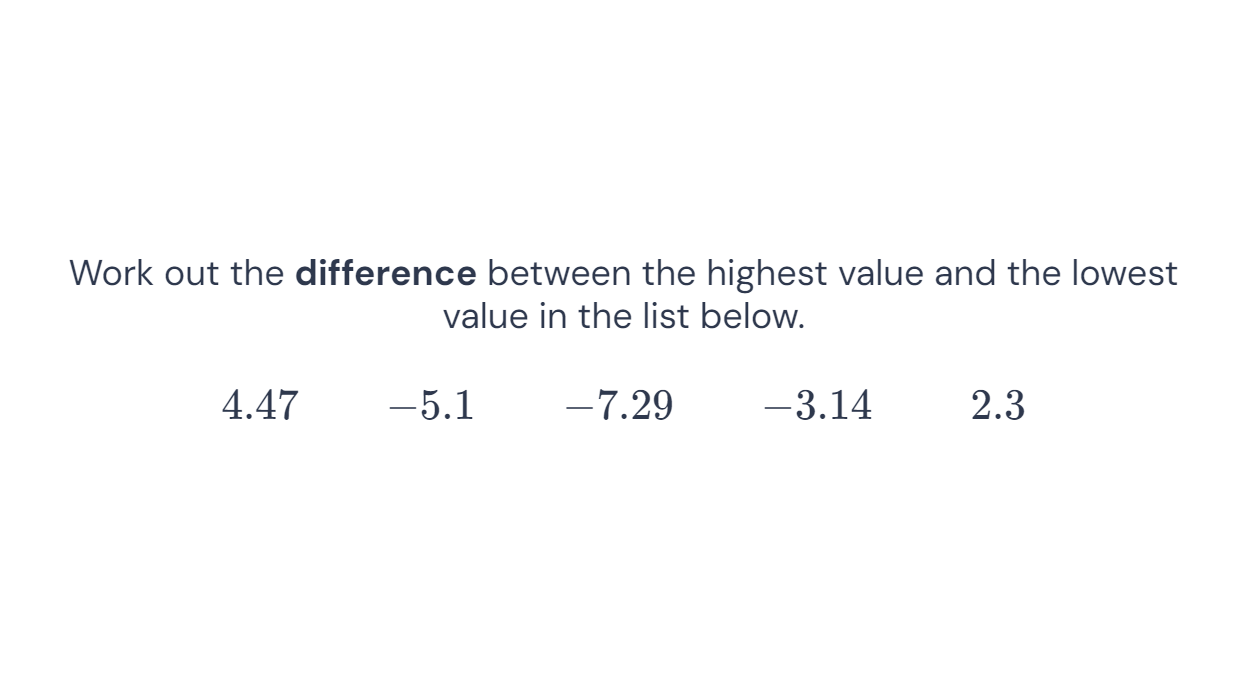 Work out the difference between the highest value and the lowest
value in the list below.
4.47 −5.1 −7.29 −3.14 2.3